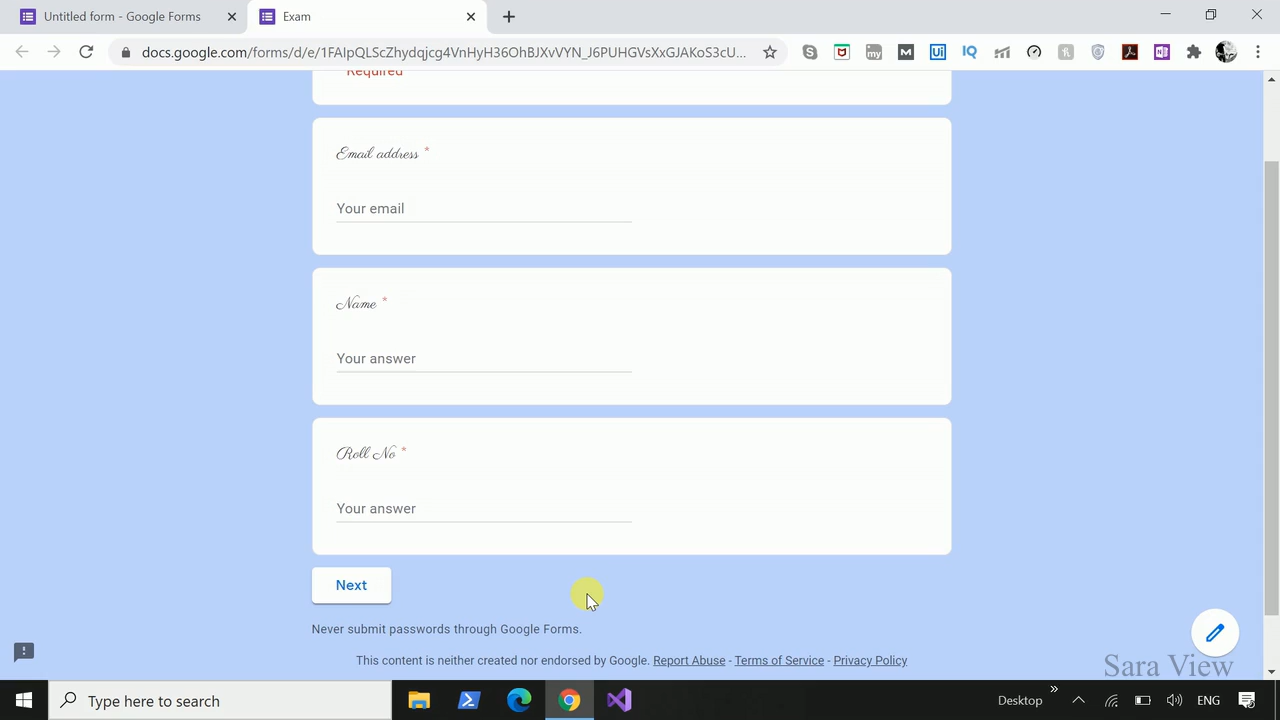 Untitled form - Google Forms
Exam
docs.google.com/forms/d/e/1FAIpQLScZhydqicg4VnHyH36OhBJXvVYN_J6PUHGVsXxGJAKoS3cU...
Required
Email address *
Your email
Name *
Your answer
Roll No *
Your answer
Next
Never submit passwords through Google Forms.
This content is neither created nor endorsed by Google. Report Abuse - Terms of Service - Privacy Policy
Sara View
Type here to search
Desktop
ENG